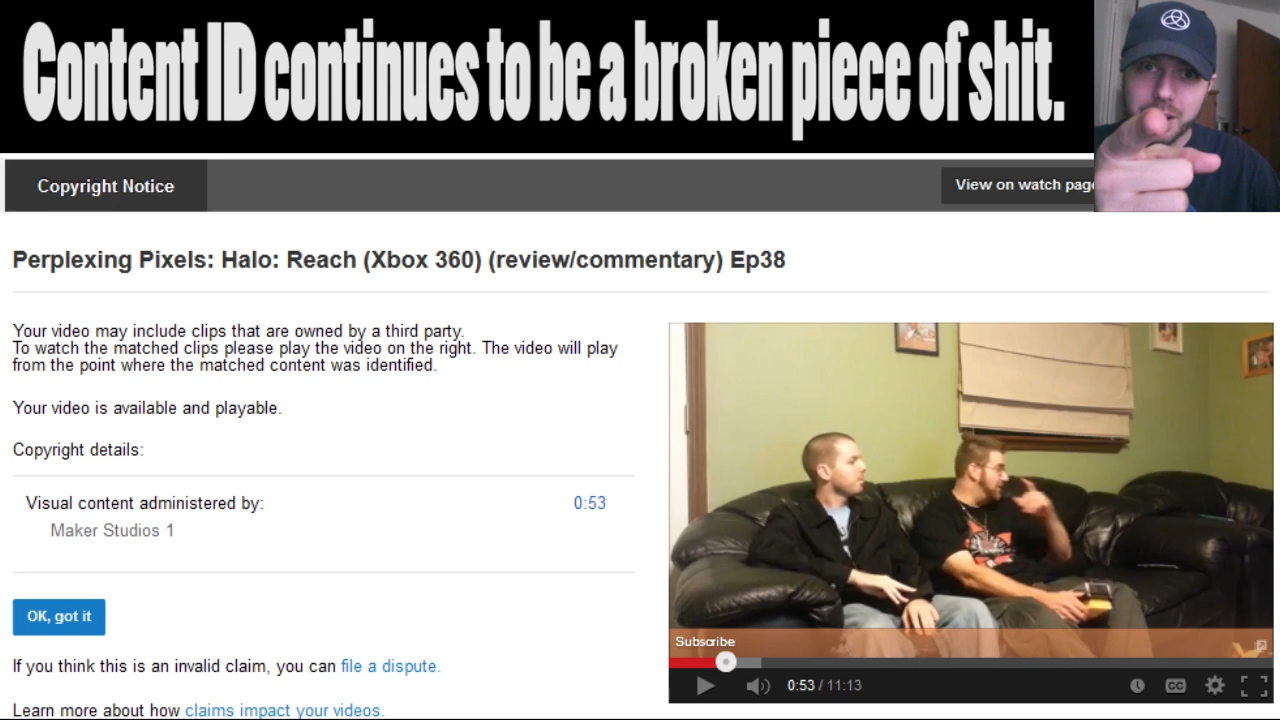 Content ID continues to be a broken piece of shit.
Copyright Notice
View on watch page
Perplexing Pixels: Halo: Reach (Xbox 360) (review/commentary) Ep38
Your video may include clips that are owned by a third party.
To watch the matched clips please play the video on the right. The video will play
from the point where the matched content was identified.
Your video is available and playable.
Copyright details:
Visual content administered by:
0:53
Maker Studios 1
OK, got it
If you think this is an invalid claim, you can file a dispute.
Learn more about how claims impact your videos.
Subscribe
0:53 / 11:13
CC